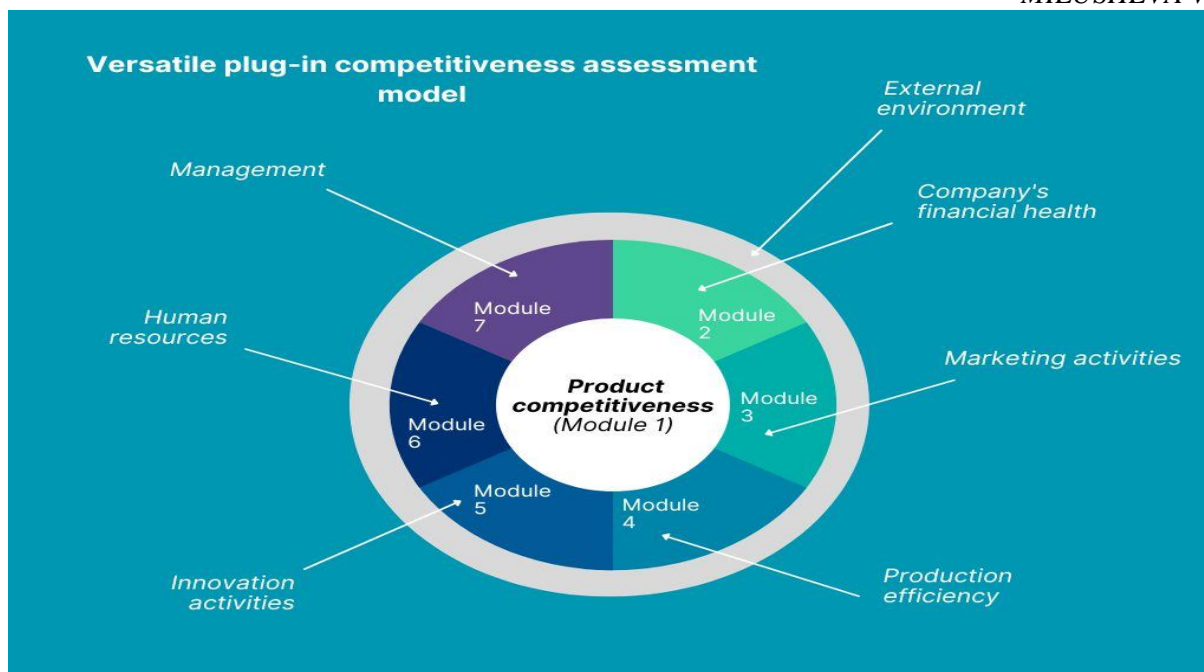 Versatile plug-in competitiveness assessment
model
External
environment
Management
Company's
financial health
Human
resources
Module
7
Module
2
Marketing activities
Product
competitiveness
(Module 1)
Module
3
Module
6
Module
5
Module
4
Innovation
activities
Production
efficiency